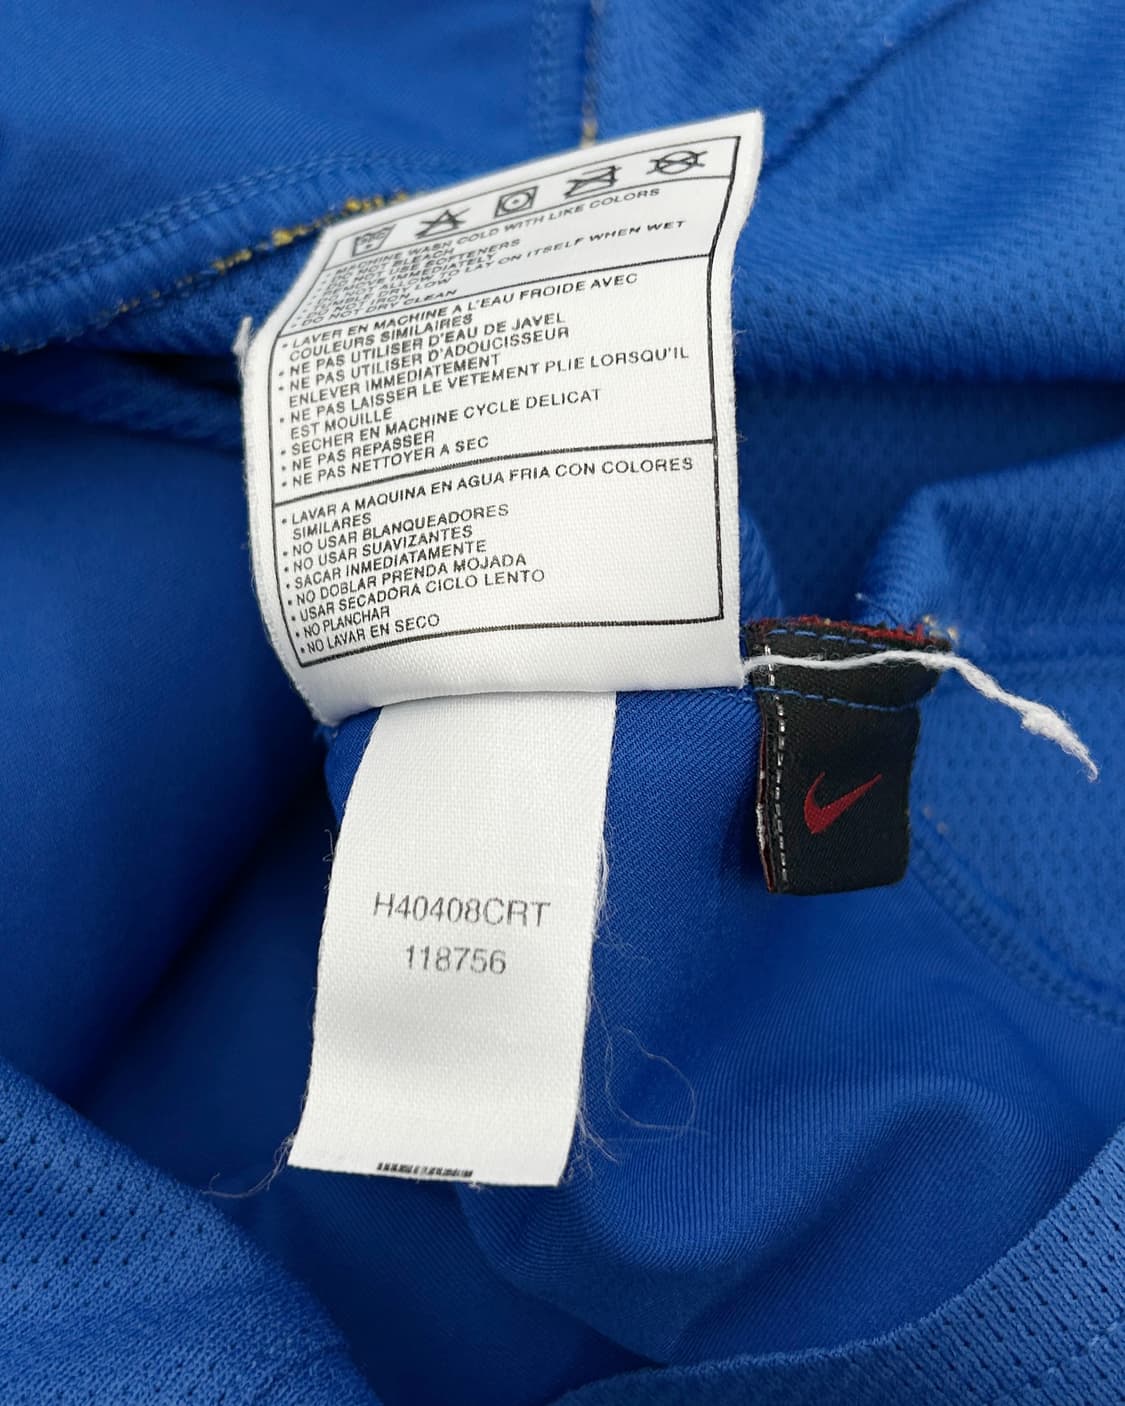 • MACHINE WASH COLD WITH LIKE COLORS
• DO NOT BLEACH
• DO NOT USE SOFTENERS
• REMOVE IMMEDIATELY
ALLOW TO LAY ON ITSELF WHEN WET
• TUMBLE DRY LOW
• DO NOT IRON
• DO NOT DRY CLEAN
• LAVER EN MACHINE A L'EAU FROIDE AVEC
COULEURS SIMILAIRES
• NE PAS UTILISER D'EAU DE JAVEL
• NE PAS UTILISER D'ADOUCISSEUR
ENLEVER IMMEDIATEMENT
• NE PAS LAISSER LE VETEMENT PLIE LORSQU'IL
EST MOUILLE
• SECHER EN MACHINE CYCLE DELICAT
• NE PAS REPASSER
• NE PAS NETTOYER A SEC
• LAVAR A MAQUINA EN AGUA FRIA CON COLORES
SIMILARES
• NO USAR BLANQUEADORES
• NO USAR SUAVIZANTES
• SACAR INMEDIATAMENTE
• NO DOBLAR PRENDA MOJADA
• USAR SECADORA CICLO LENTO
• NO PLANCHAR
• NO LAVAR EN SECO
H40408CRT
118756